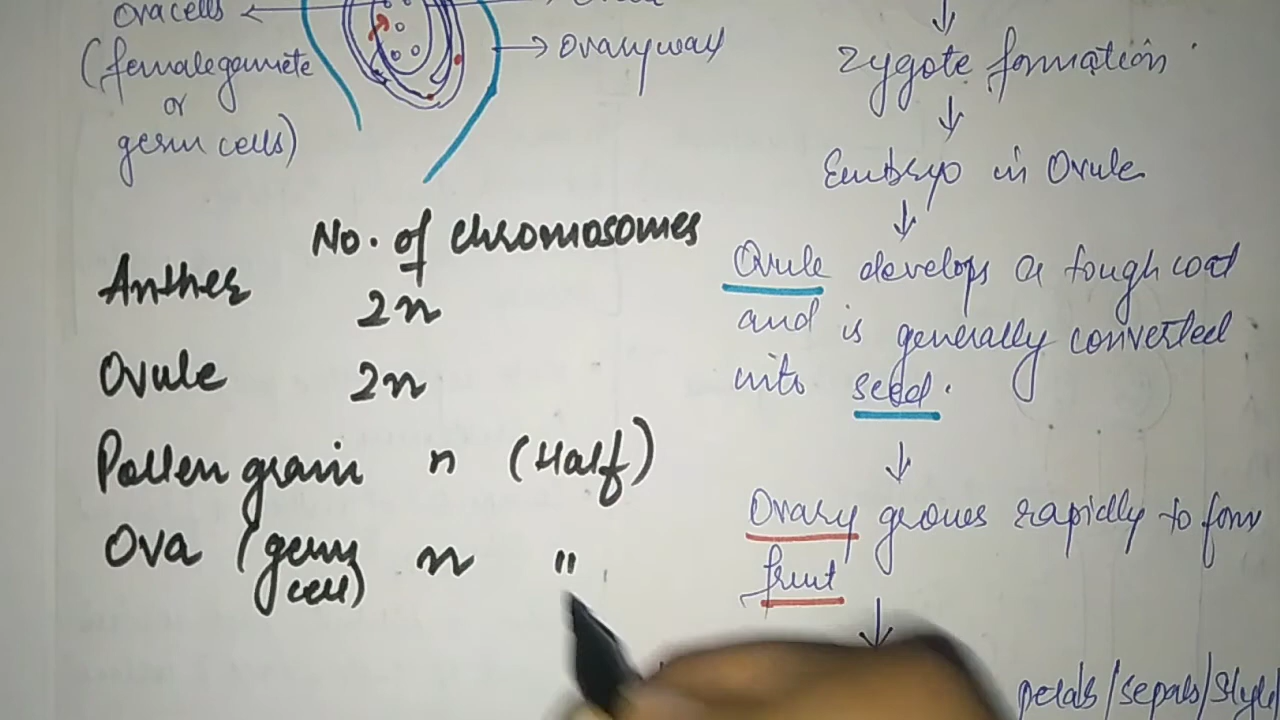 ova cells
(female gamete
or
germ cells)
Ovary wall
No. of chromosomes
Anther 2n
Ovule 2n
Pollen grain n (Half)
Ova (germ cell) n "
Zygote formation
Embryo in Ovule
Ovule develops a tough coat
and is generally converted
into seed.
Ovary grows rapidly to form
fruit
petals/sepals/style